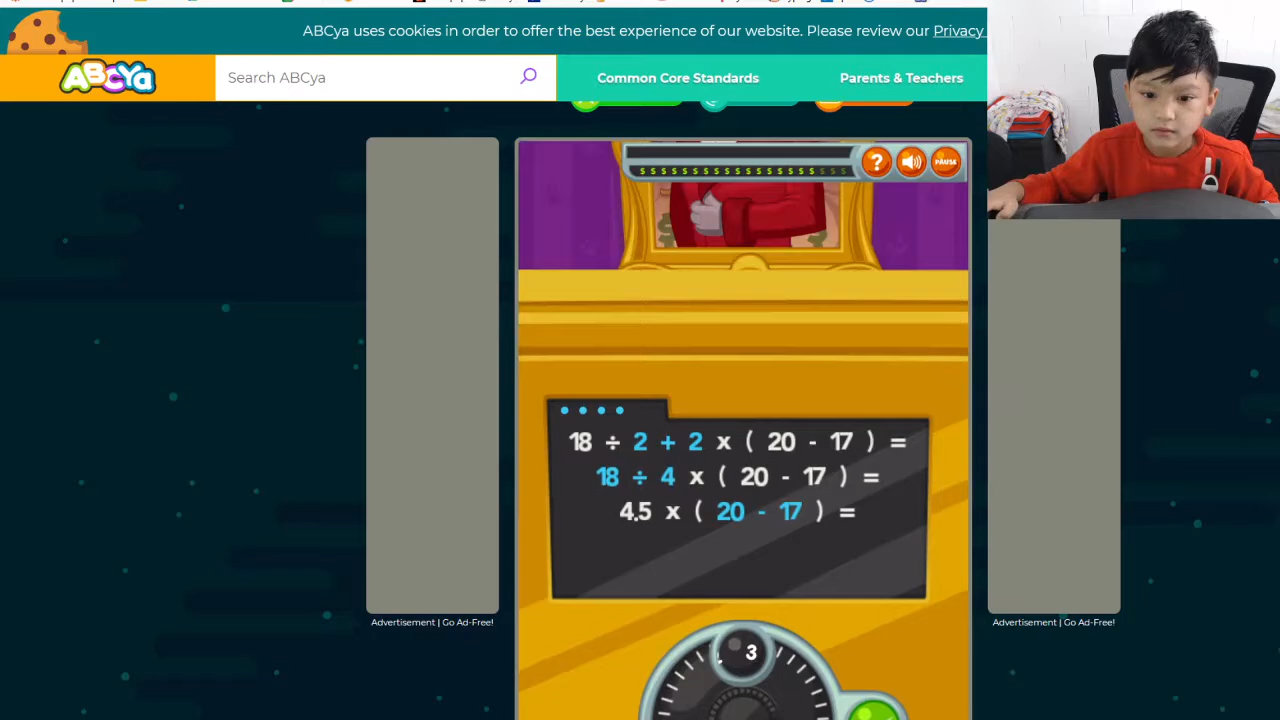 ABCya uses cookies in order to offer the best experience of our website. Please review our Privacy
ABCYa
Search ABCya
Common Core Standards
Parents & Teachers
?
PAUSE
$ $ $ $ $ $ $ $ $ $ $ $ $ $ $ $ $ $ $ $
18 ÷ 2 + 2 x ( 20 - 17 ) =
18 ÷ 4 x ( 20 - 17 ) =
4.5 x ( 20 - 17 ) =
3
Advertisement | Go Ad-Free!
Advertisement | Go Ad-Free!